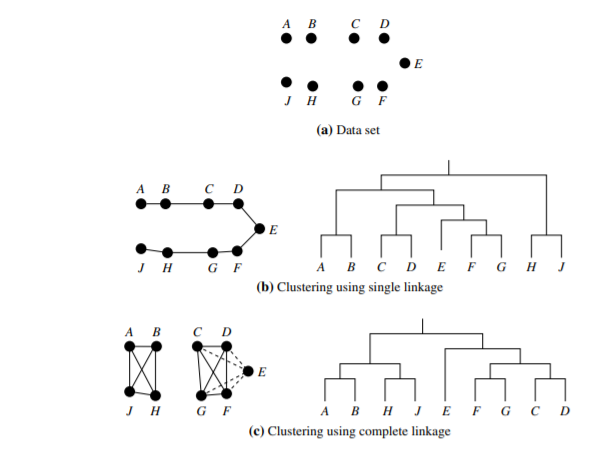 A B C D
E
J H G F
(a) Data set
A B C D
E
J H G F
A B C D E F G H J
(b) Clustering using single linkage
A B C D
E
J H G F
A B H J E F G C D
(c) Clustering using complete linkage